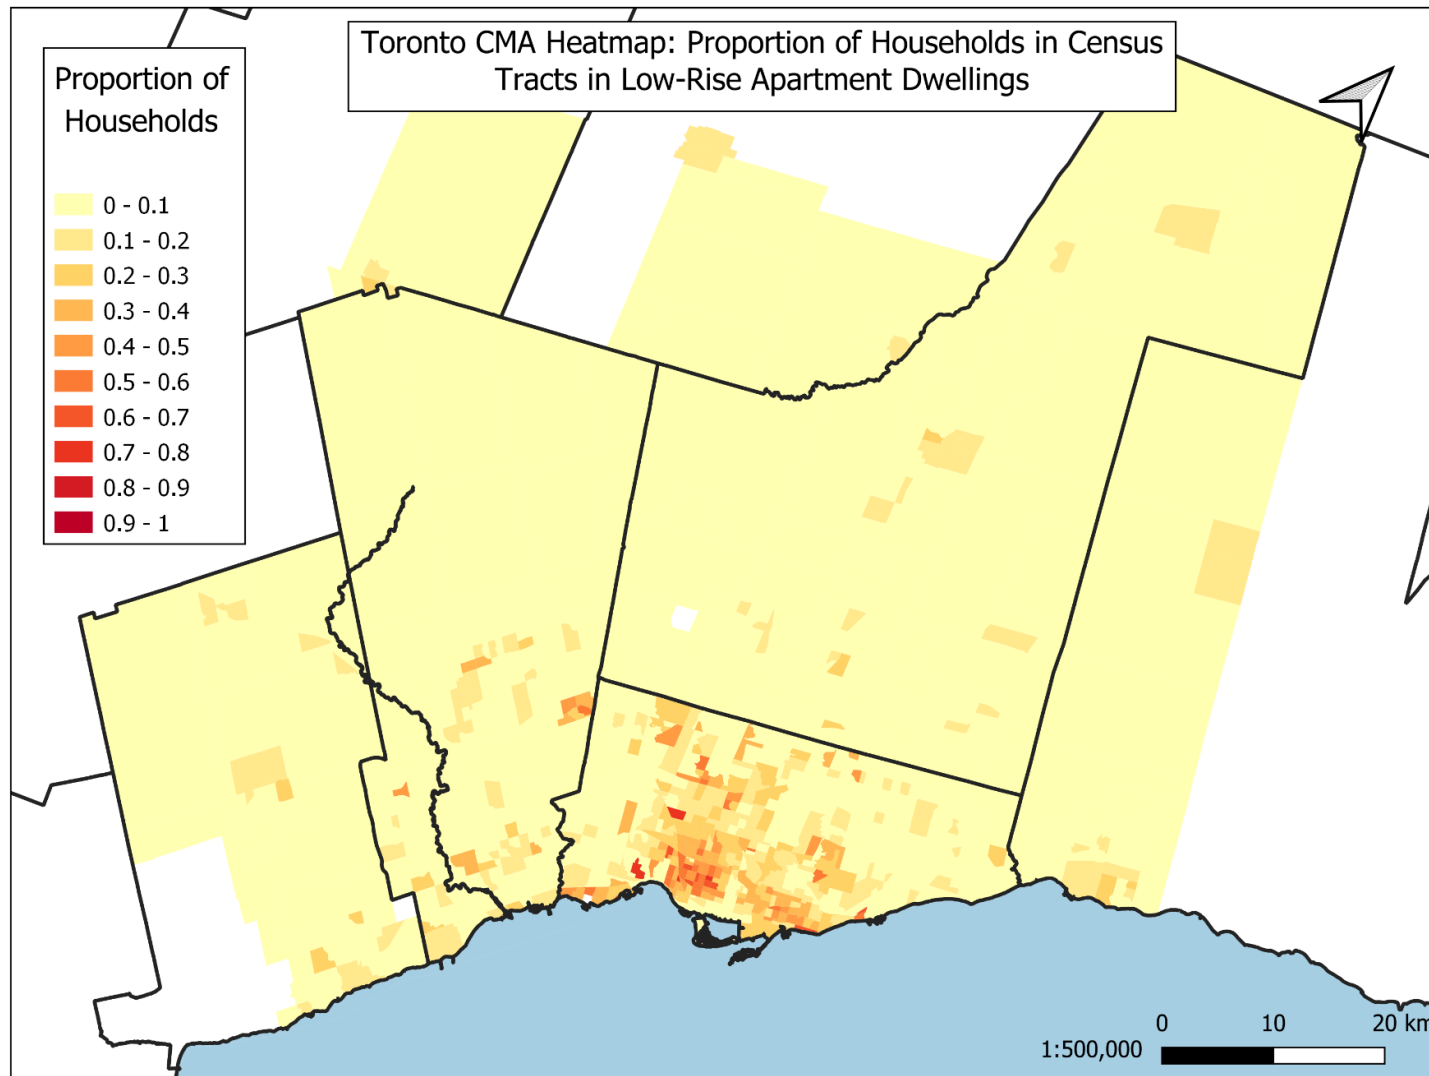 Toronto CMA Heatmap: Proportion of Households in Census
Tracts in Low-Rise Apartment Dwellings
Proportion of
Households
0 - 0.1
0.1 - 0.2
0.2 - 0.3
0.3 - 0.4
0.4 - 0.5
0.5 - 0.6
0.6 - 0.7
0.7 - 0.8
0.8 - 0.9
0.9 - 1
0 10 20 km
1:500,000